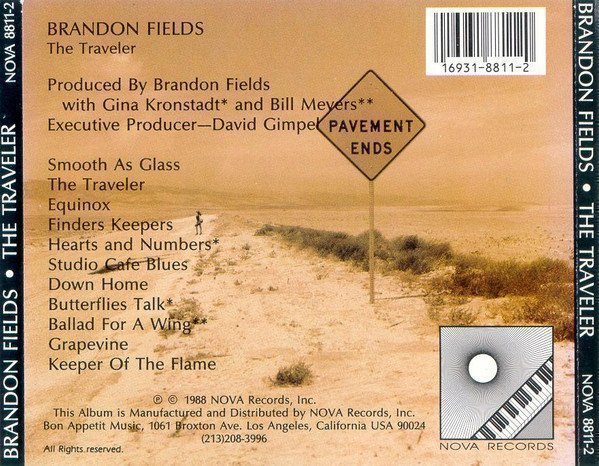 BRANDON FIELDS
The Traveler
Produced By Brandon Fields
with Gina Kronstadt* and Bill Meyers**
Executive Producer—David Gimpel
Smooth As Glass
The Traveler
Equinox
Finders Keepers
Hearts and Numbers*
Studio Cafe Blues
Down Home
Butterflies Talk*
Ballad For A Wing**
Grapevine
Keeper Of The Flame
PAVEMENT
ENDS
16931-8811-2
℗ © 1988 NOVA Records, Inc.
This Album is Manufactured and Distributed by NOVA Records, Inc.
Bon Appetit Music, 1061 Broxton Ave. Los Angeles, California USA 90024
(213)208-3996
All Rights reserved.
NOVA RECORDS
BRANDON FIELDS • THE TRAVELER NOVA 8811-2
BRANDON FIELDS • THE TRAVELER NOVA 8811-2